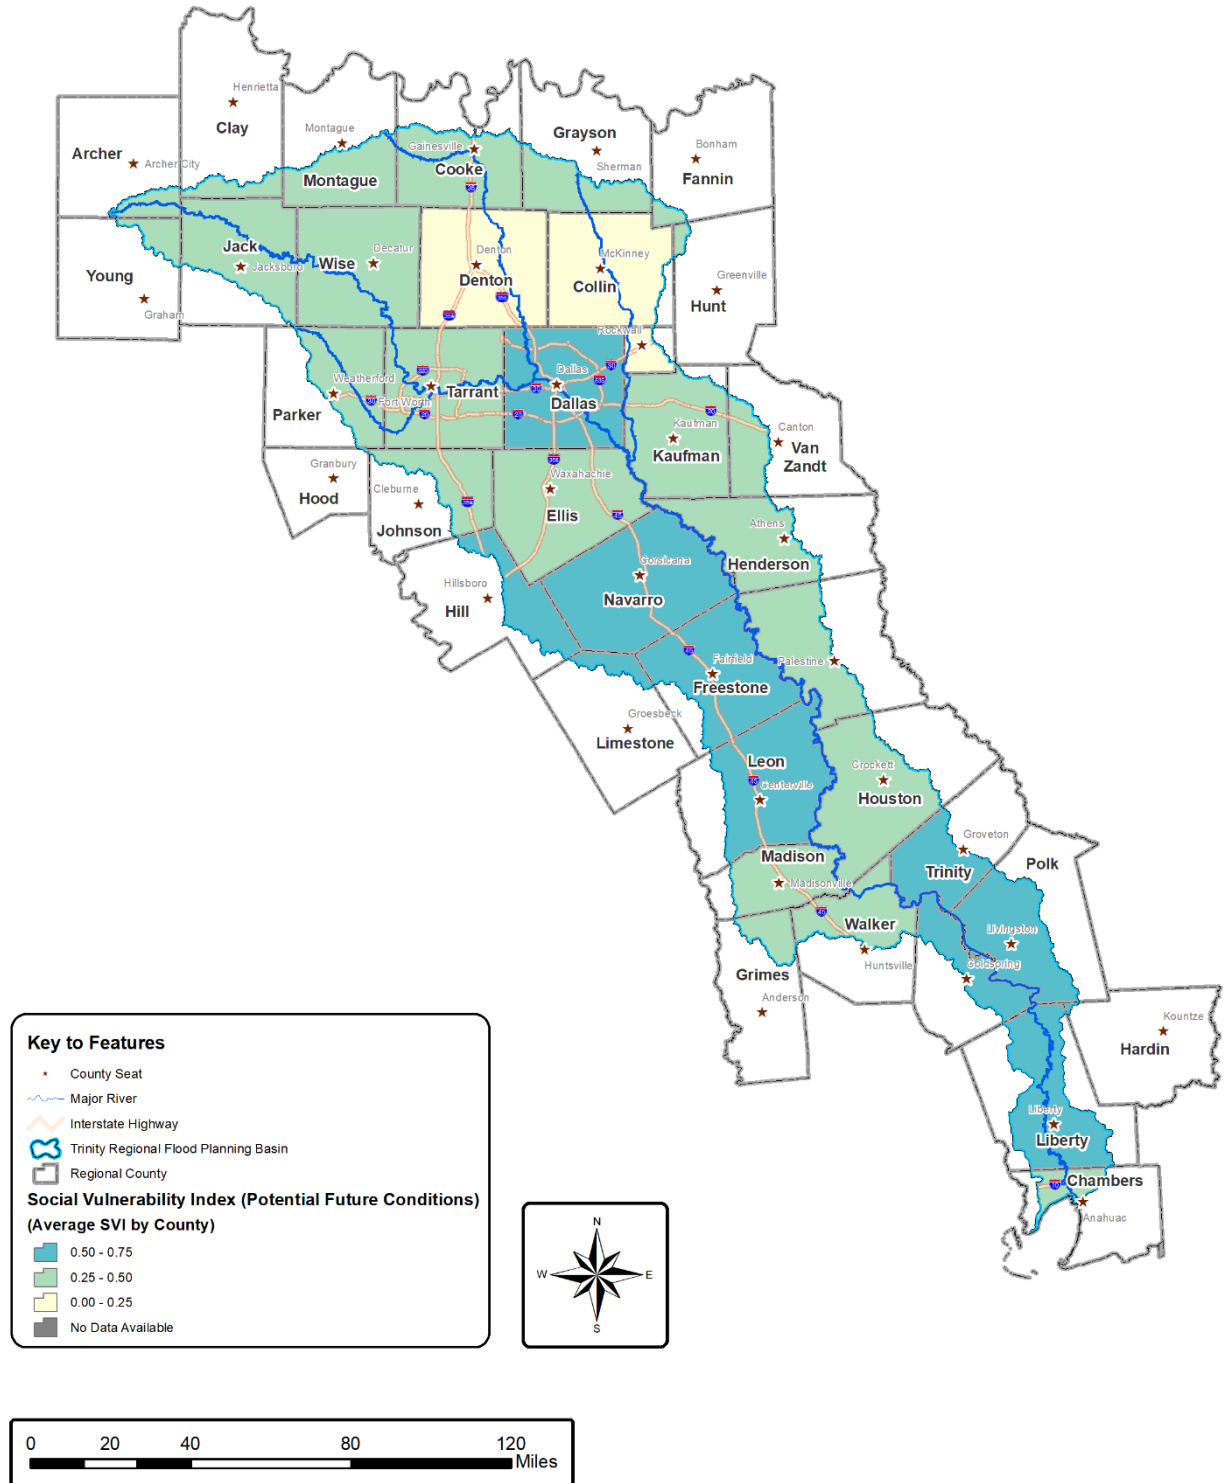 Henrietta
Clay
Montague
Grayson
Bonham
Archer
Archer City
Gainesville
Sherman
Fannin
Montague
Cooke
Jack
Decatur
Denton
McKinney
Young
Jacksboro
Wise
Denton
Collin
Greenville
Hunt
Graham
Rockwall
Weatherford
Dallas
Tarrant
Fort Worth
Dallas
Parker
Kaufman
Kaufman
Canton
Van
Zandt
Granbury
Hood
Cleburne
Waxahachie
Johnson
Ellis
Athens
Henderson
Hillsboro
Hill
Corsicana
Navarro
Fairfield
Freestone
Palestine
Groesbeck
Limestone
Leon
Centerville
Crockett
Houston
Groveton
Madison
Madisonville
Trinity
Polk
Walker
Livingston
Huntsville
Coldspring
Grimes
Anderson
Kountze
Hardin
Liberty
Liberty
Chambers
Anahuac
Key to Features
County Seat
Major River
Interstate Highway
Trinity Regional Flood Planning Basin
Regional County
Social Vulnerability Index (Potential Future Conditions)
(Average SVI by County)
0.50 - 0.75
0.25 - 0.50
0.00 - 0.25
No Data Available
N
W E
S
0 20 40 80 120
Miles